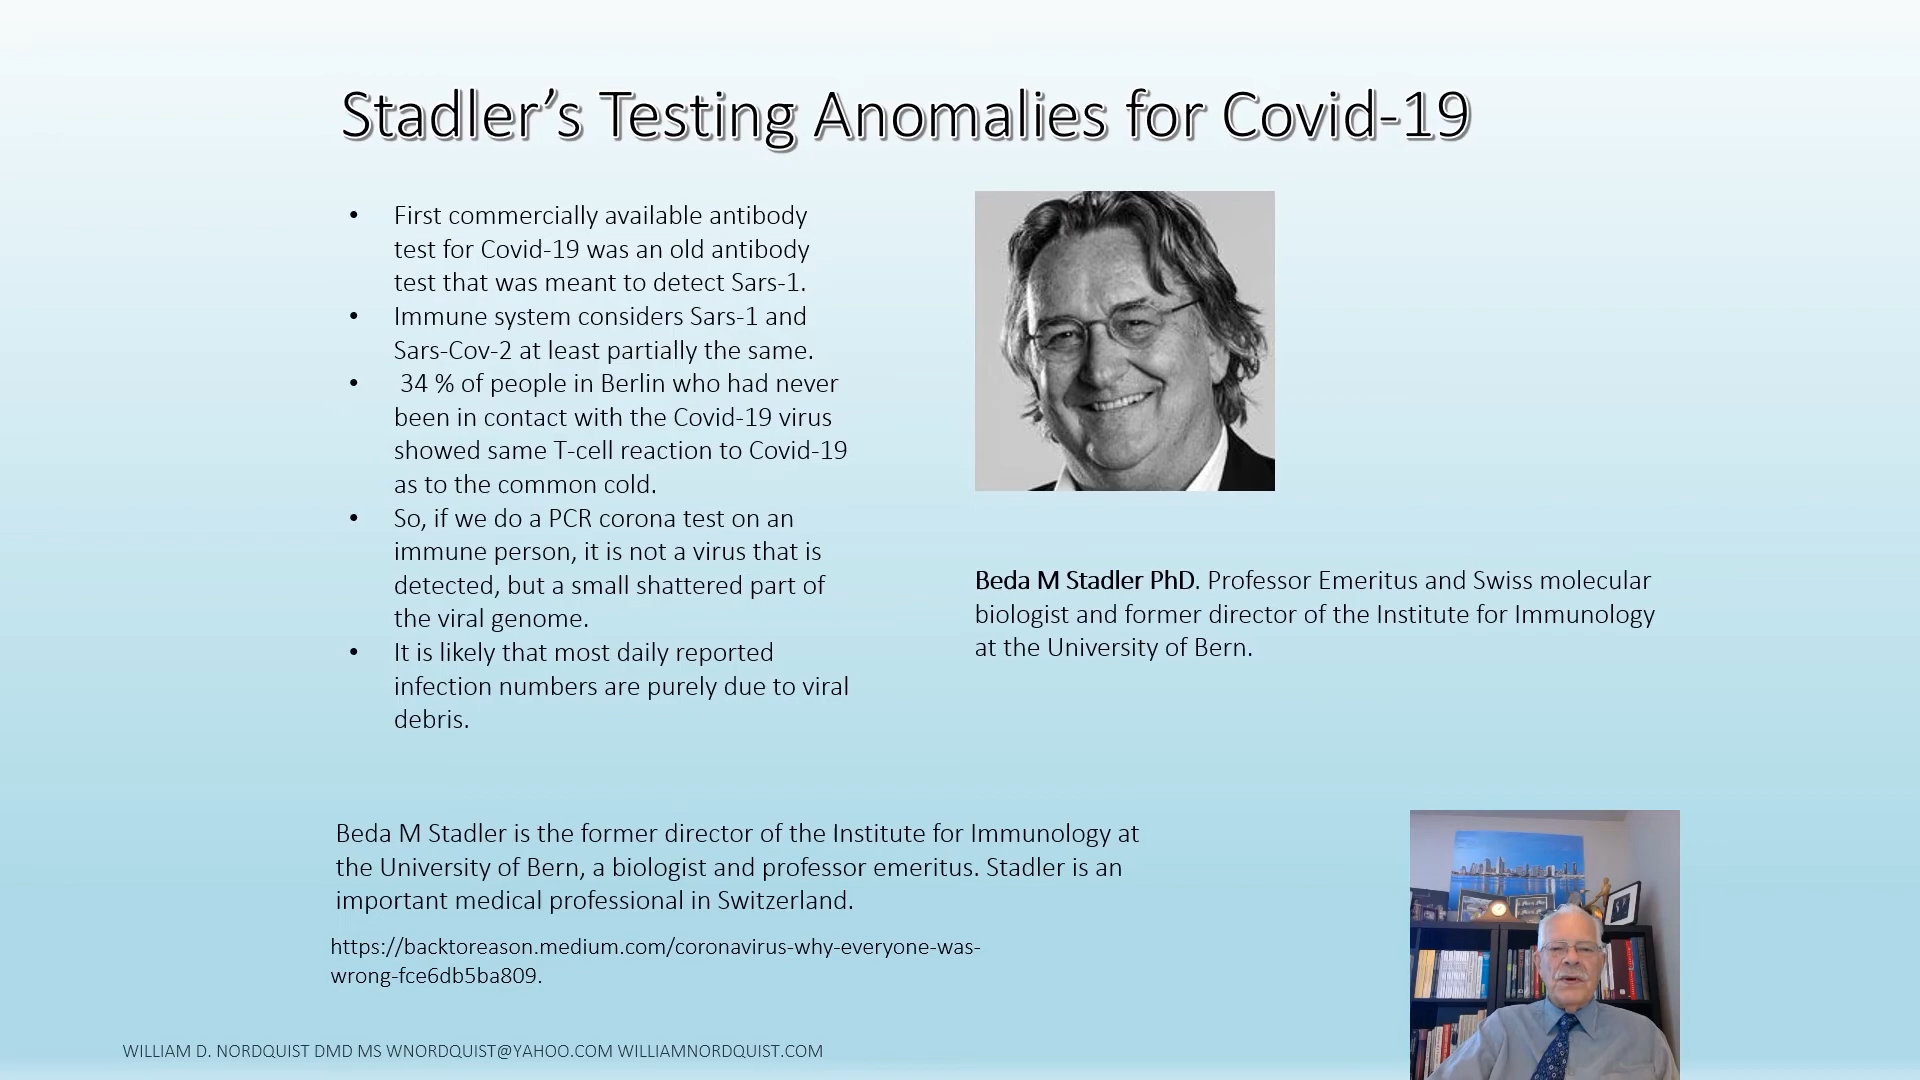 Stadler’s Testing Anomalies for Covid-19
• First commercially available antibody
test for Covid-19 was an old antibody
test that was meant to detect Sars-1.
• Immune system considers Sars-1 and
Sars-Cov-2 at least partially the same.
• 34 % of people in Berlin who had never
been in contact with the Covid-19 virus
showed same T-cell reaction to Covid-19
as to the common cold.
• So, if we do a PCR corona test on an
immune person, it is not a virus that is
detected, but a small shattered part of
the viral genome.
• It is likely that most daily reported
infection numbers are purely due to viral
debris.
Beda M Stadler PhD. Professor Emeritus and Swiss molecular
biologist and former director of the Institute for Immunology
at the University of Bern.
Beda M Stadler is the former director of the Institute for Immunology at
the University of Bern, a biologist and professor emeritus. Stadler is an
important medical professional in Switzerland.
https://backtoreason.medium.com/coronavirus-why-everyone-was-
wrong-fce6db5ba809.
WILLIAM D. NORDQUIST DMD MS WNORDQUIST@YAHOO.COM WILLIAMNORDQUIST.COM